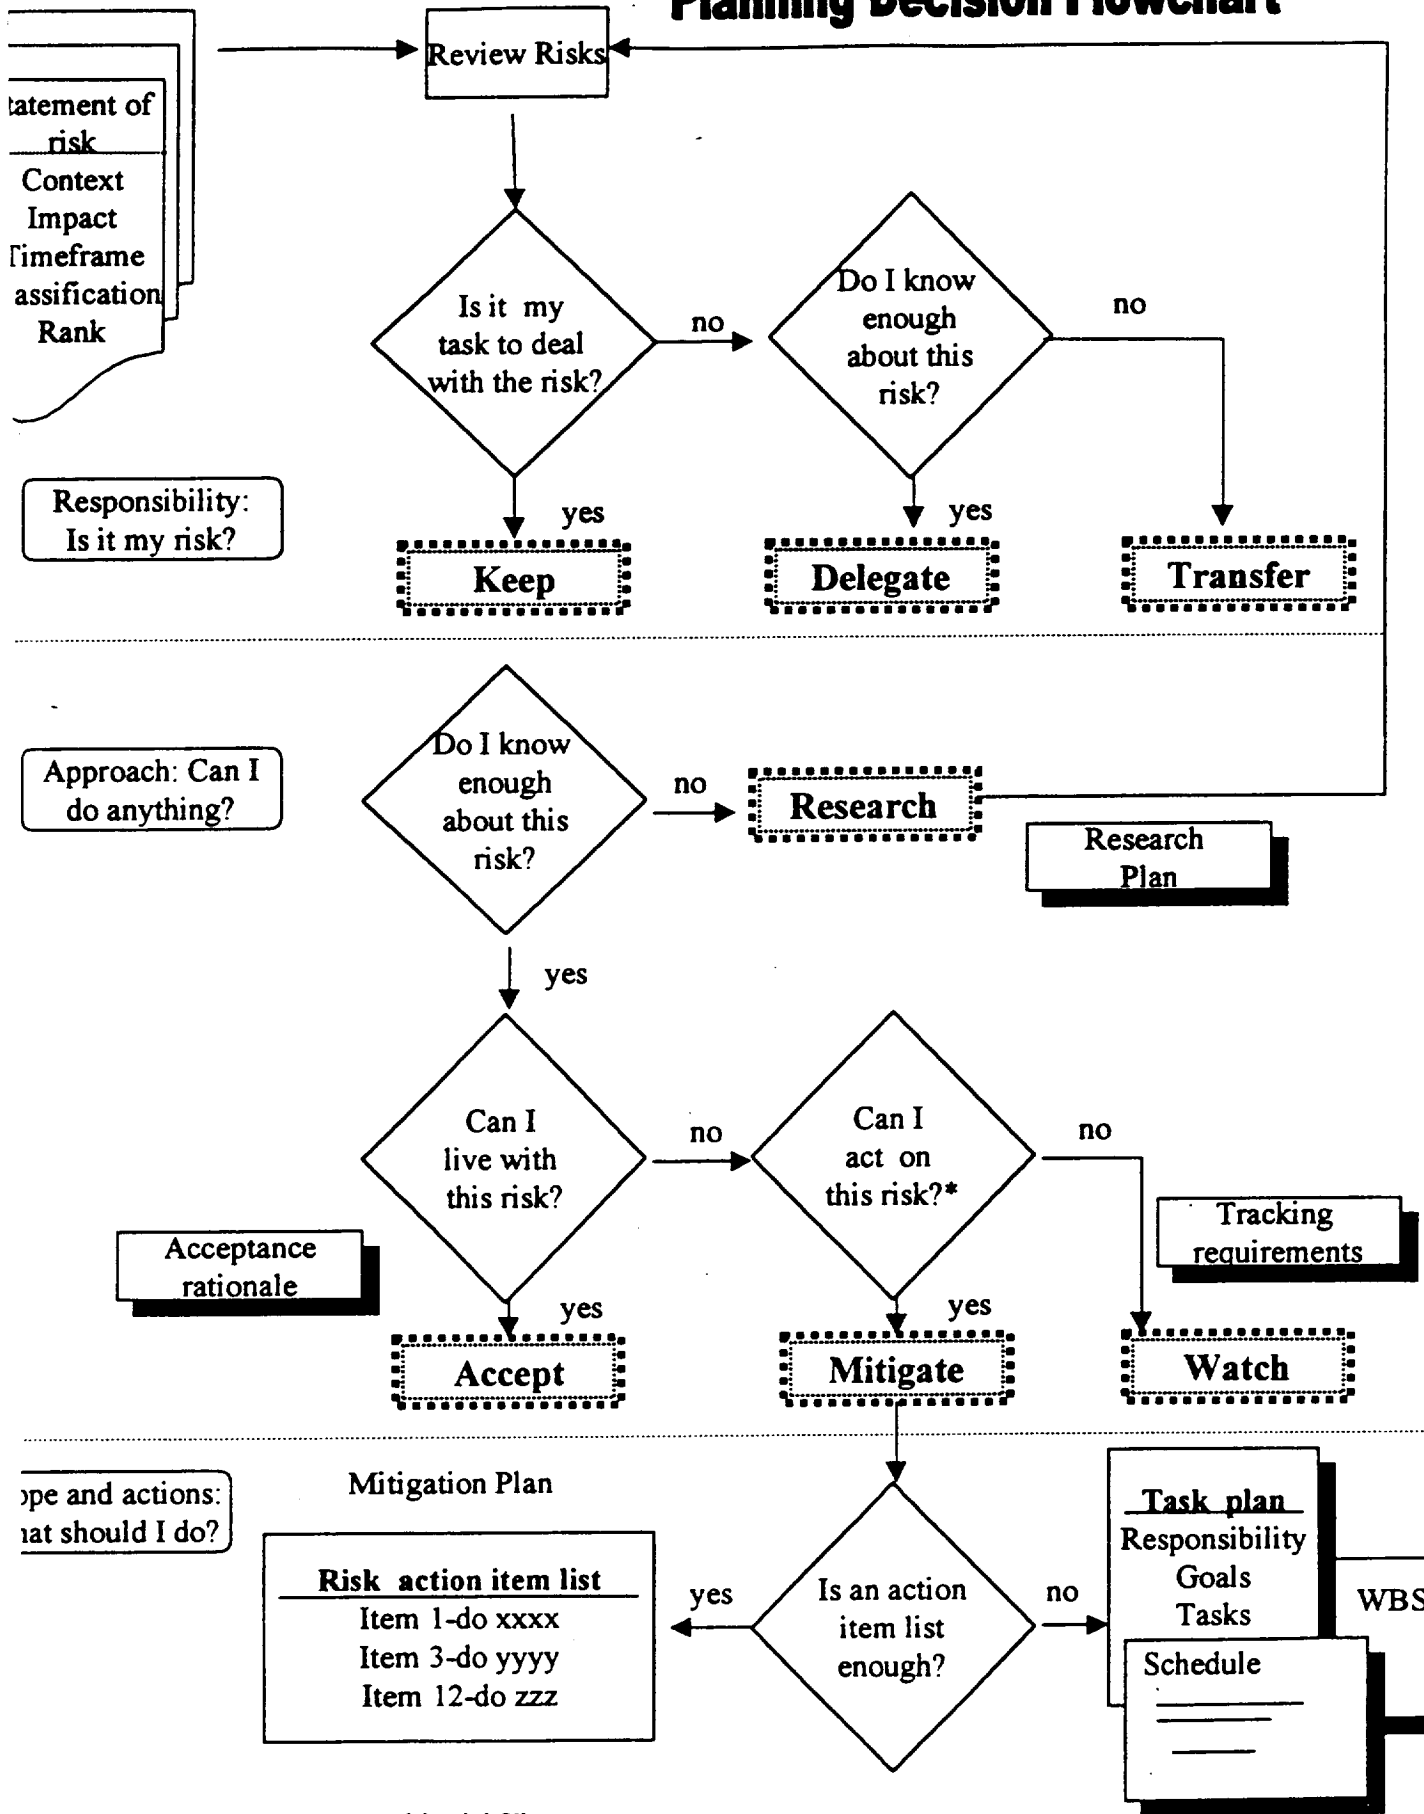 Planning Decision Flowchart
Review Risks
tatement of
risk
Context
Impact
Timeframe
assification
Rank
Is it my
task to deal
with the risk?
no
Do I know
enough
about this
risk?
no
Responsibility:
Is it my risk?
yes
yes
Keep
Delegate
Transfer
Approach: Can I
do anything?
Do I know
enough
about this
risk?
no
Research
Research
Plan
yes
Can I
live with
this risk?
no
Can I
act on
this risk?*
no
Tracking
requirements
Acceptance
rationale
yes
yes
Accept
Mitigate
Watch
ope and actions:
hat should I do?
Mitigation Plan
Risk action item list
Item 1-do xxxx
Item 3-do yyyy
Item 12-do zzz
yes
Is an action
item list
enough?
no
Task plan
Responsibility
Goals
Tasks
WBS
Schedule